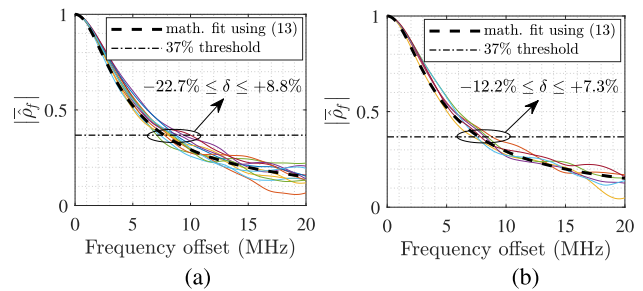 1
0.5
0
|ρ̂̄_f|
math. fit using (13)
37% threshold
−22.7% ≤ δ ≤ +8.8%
0 5 10 15 20
Frequency offset (MHz)
(a)
1
0.5
0
|ρ̂̄_f|
math. fit using (13)
37% threshold
−12.2% ≤ δ ≤ +7.3%
0 5 10 15 20
Frequency offset (MHz)
(b)